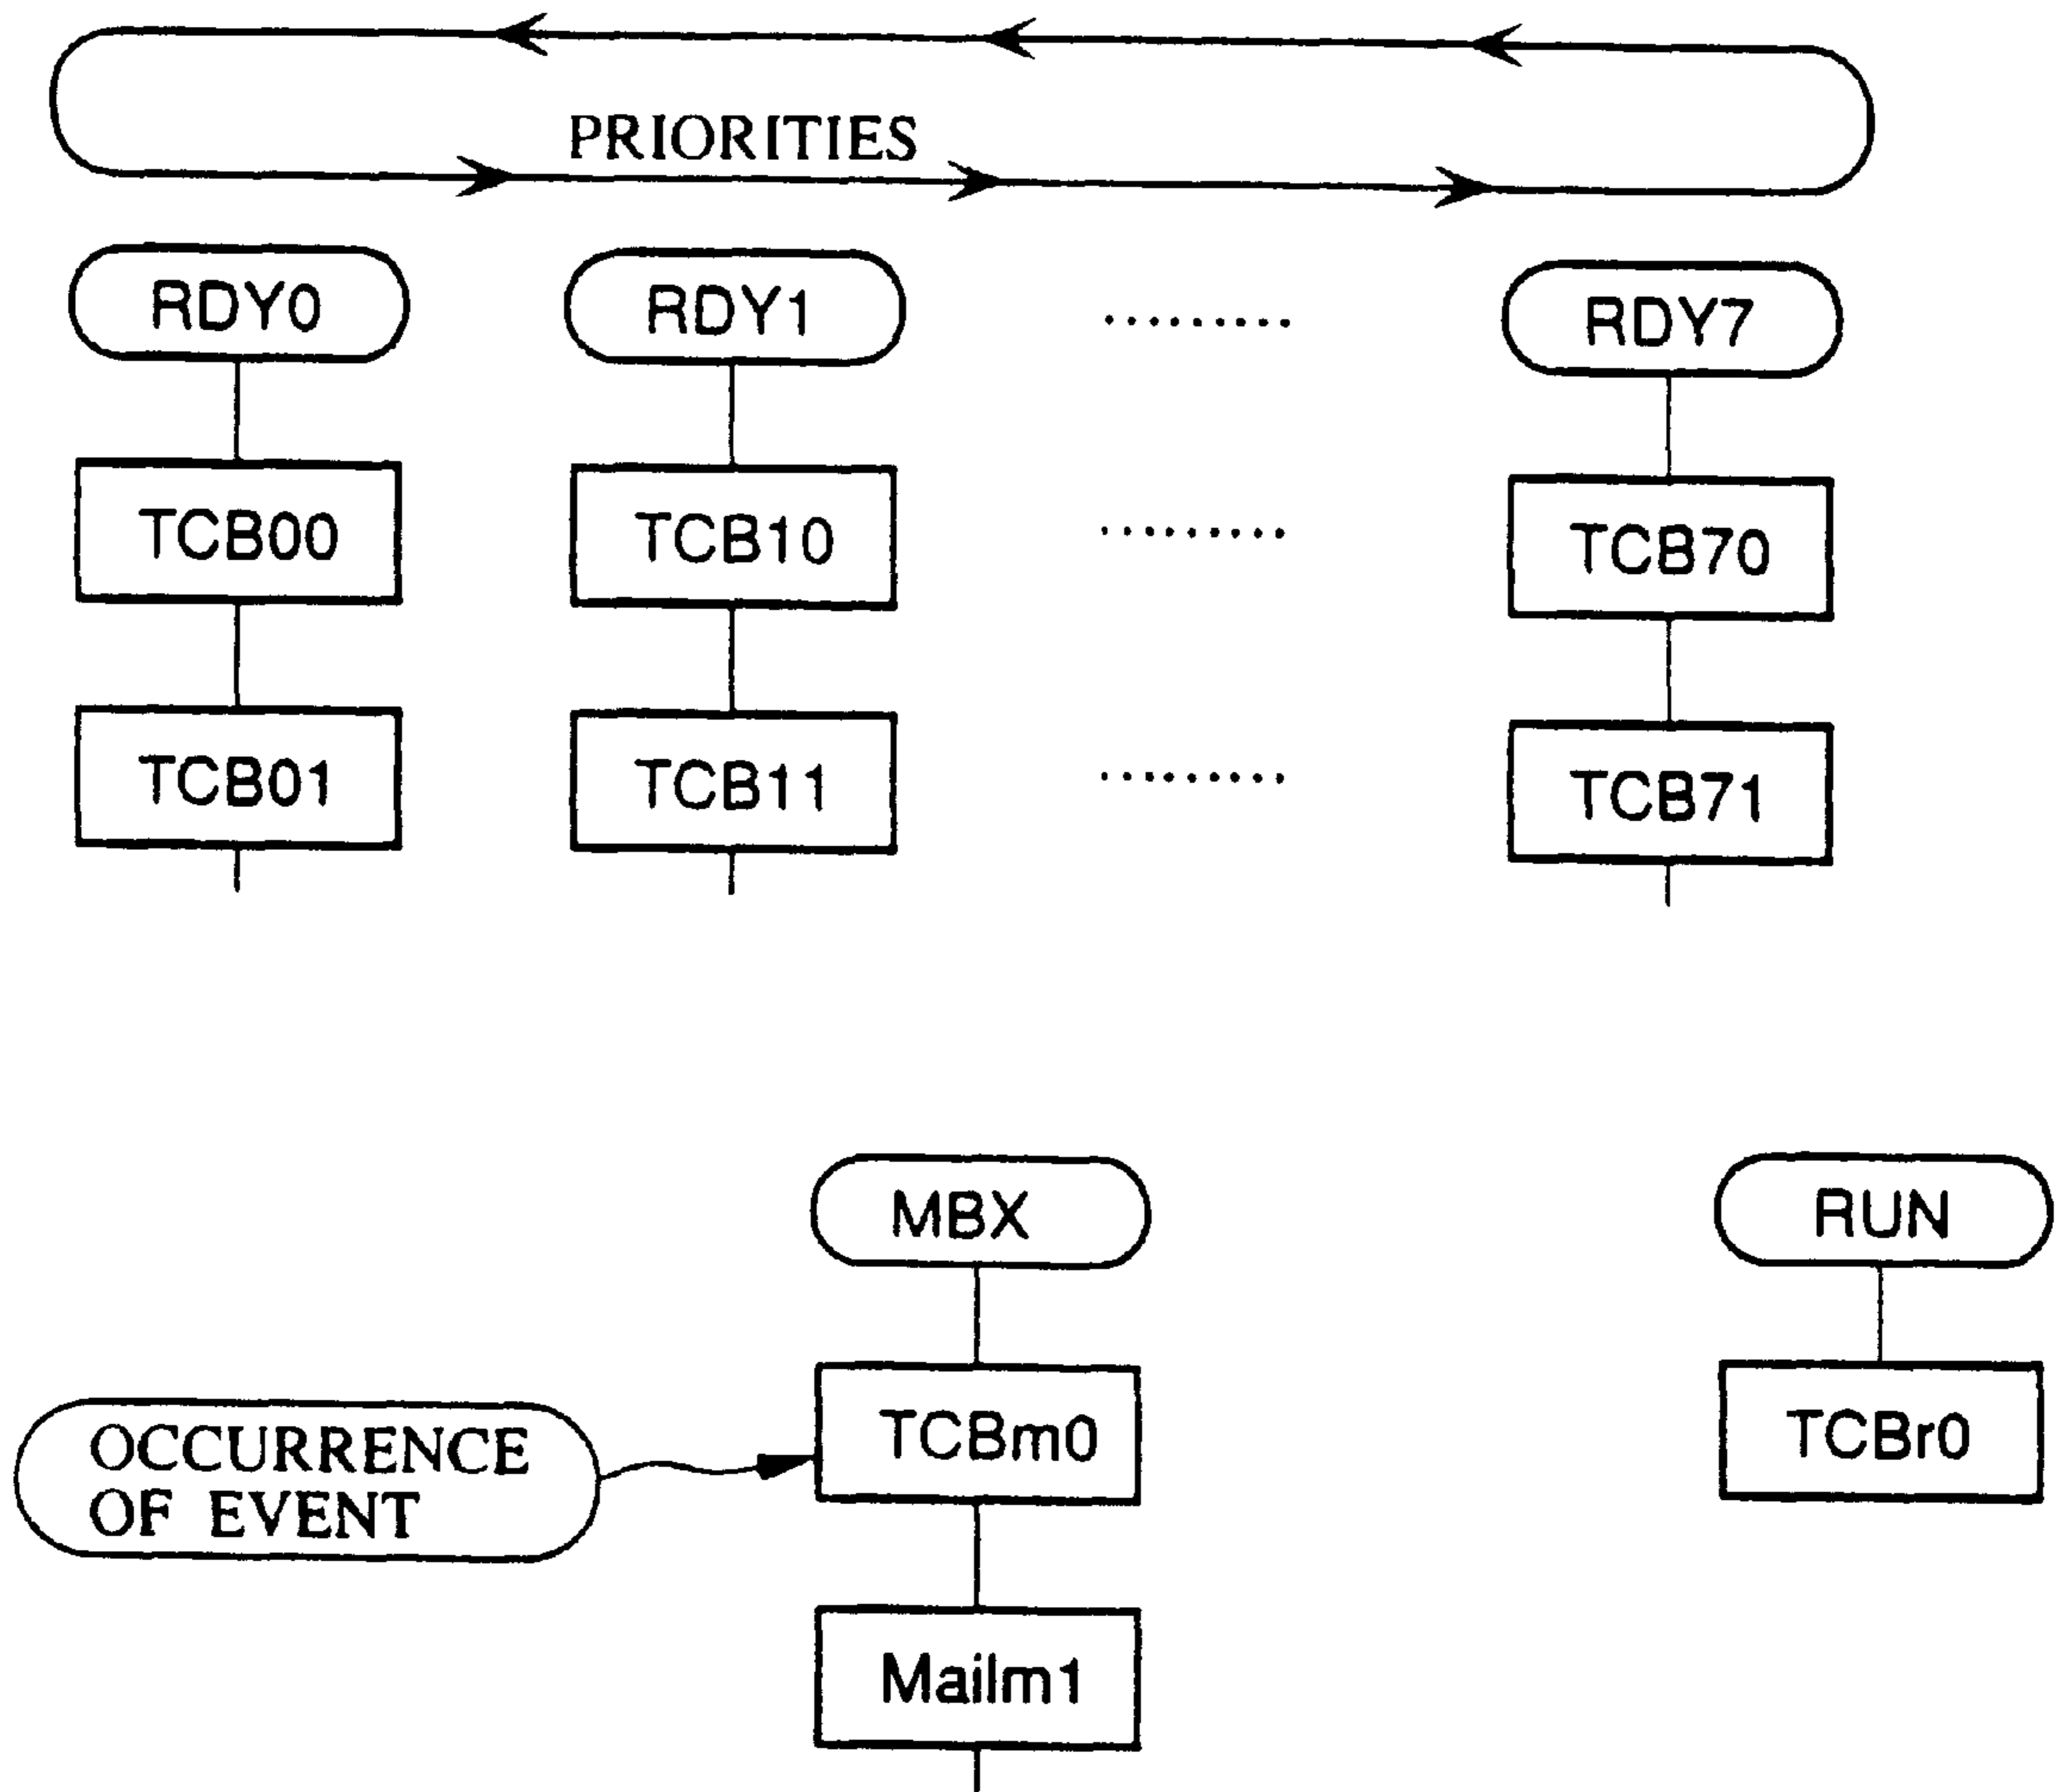 PRIORITIES
RDY0
RDY1
.........
RDY7
TCB00
TCB10
.........
TCB70
TCB01
TCB11
.........
TCB71
MBX
RUN
OCCURRENCE
OF EVENT
TCBm0
TCBr0
Mailm1